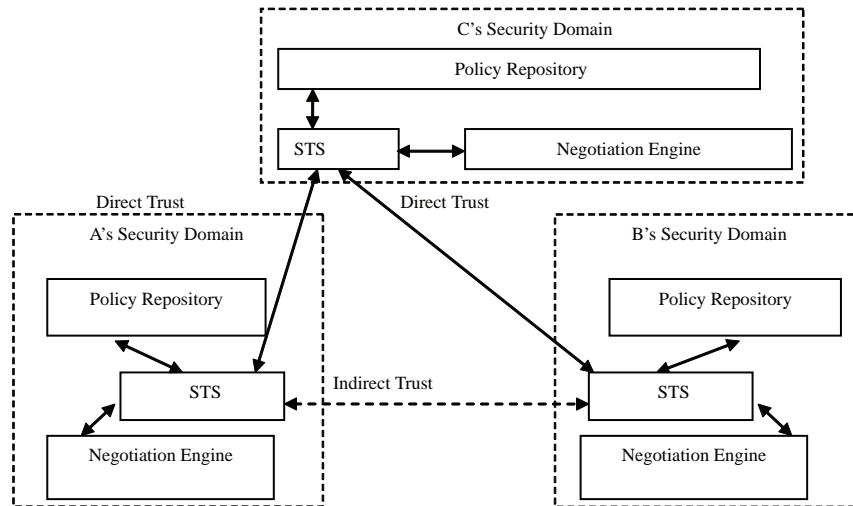 C's Security Domain
Policy Repository
STS
Negotiation Engine
Direct Trust
Direct Trust
A's Security Domain
B's Security Domain
Policy Repository
Policy Repository
STS
Indirect Trust
STS
Negotiation Engine
Negotiation Engine